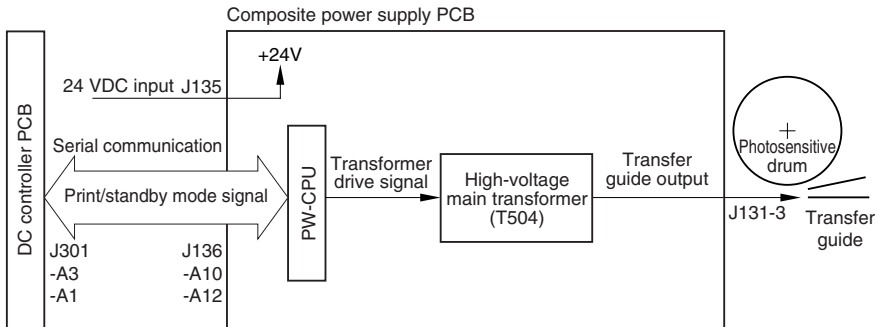 Composite power supply PCB
+24V
24 VDC input J135
DC controller PCB
Serial communication
Print/standby mode signal
J301
-A3
-A1
J136
-A10
-A12
PW-CPU
Transformer
drive signal
High-voltage
main transformer
(T504)
Transfer
guide output
J131-3
Photosensitive
drum
Transfer
guide